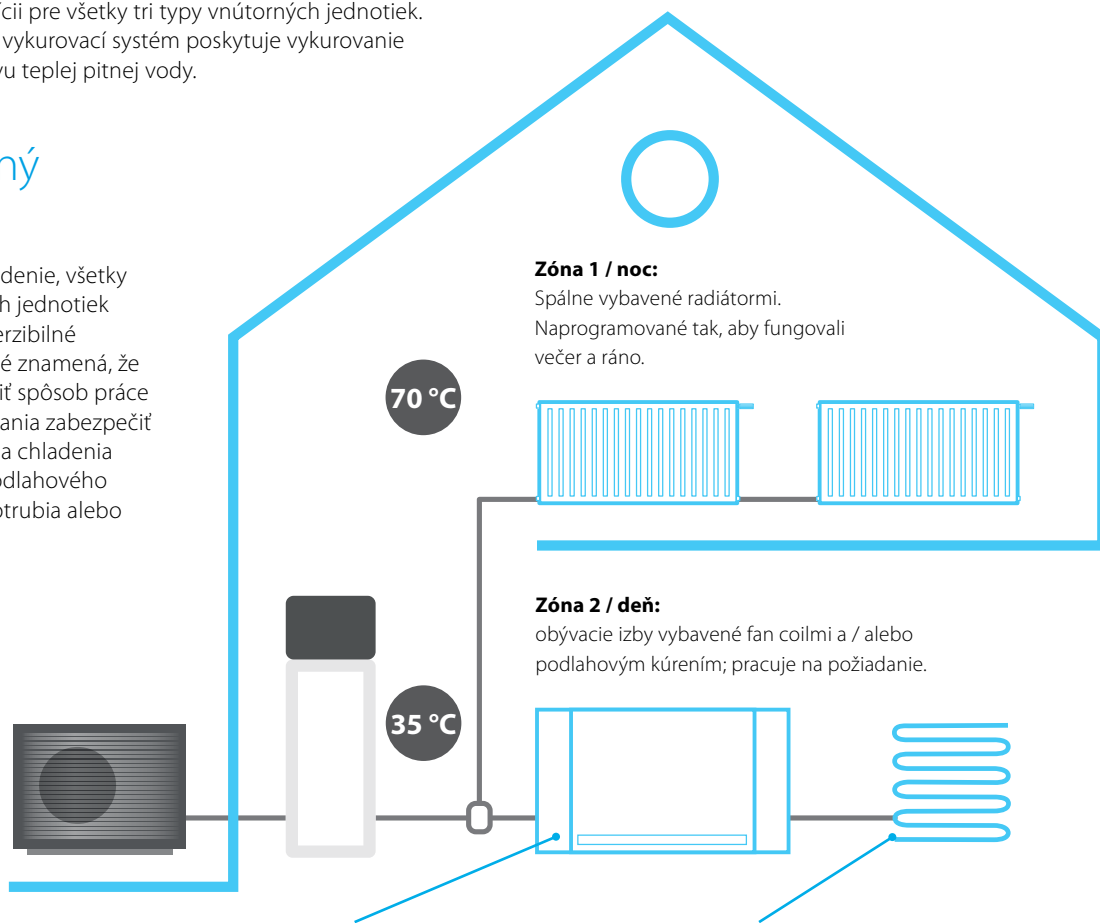 ícii pre všetky tri typy vnútorných jednotiek.
vykurovací systém poskytuje vykurovanie
vu teplej pitnej vody.
ný
denie, všetky
h jednotiek
erzibilné
é znamená, že
iť spôsob práce
ania zabezpečiť
a chladenia
odlahového
otrubia alebo
Zóna 1 / noc:
Spálne vybavené radiátormi.
Naprogramované tak, aby fungovali
večer a ráno.
70 °C
Zóna 2 / deň:
obývacie izby vybavené fan coilmi a / alebo
podlahovým kúrením; pracuje na požiadanie.
35 °C